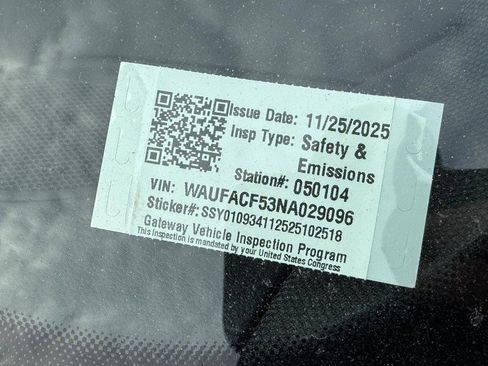 Issue Date: 11/25/2025
Insp Type: Safety &
Emissions
Station#: 050104
VIN: WAUFACF53NA029096
Sticker#: SSY010934112525102518
Gateway Vehicle Inspection Program
This Inspection is mandated by your United States Congress